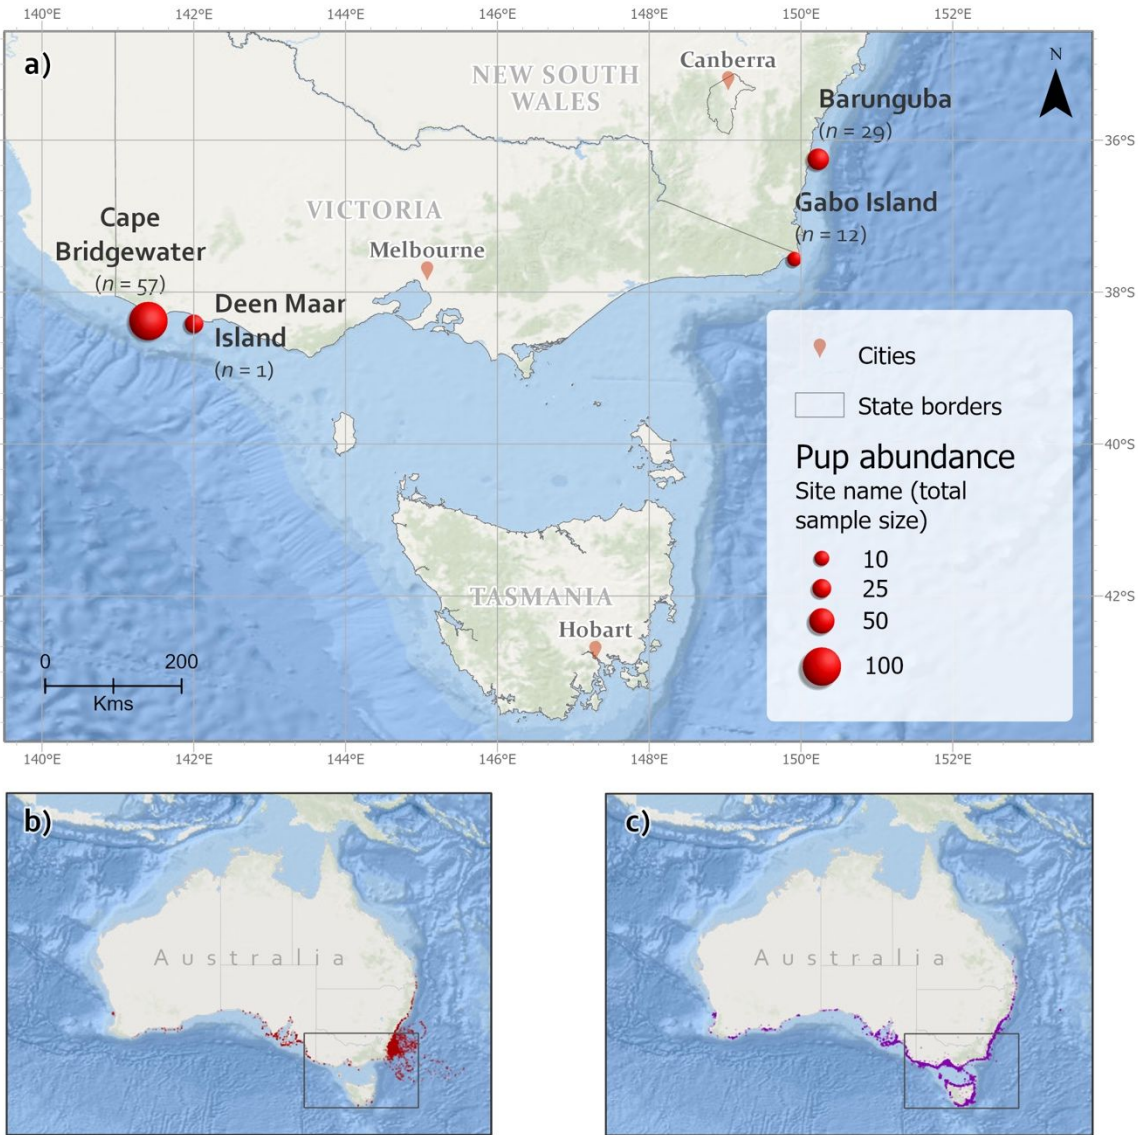 140°E 142°E 144°E 146°E 148°E 150°E 152°E
a)
N
Canberra
NEW SOUTH
WALES
Barunguba
(n = 29)
36°S
Cape
Bridgewater
(n = 57)
VICTORIA
Melbourne
Gabo Island
(n = 12)
38°S
Deen Maar
Island
(n = 1)
Cities
State borders
40°S
Pup abundance
Site name (total
sample size)
10
25
50
100
42°S
TASMANIA
Hobart
0 200
Kms
140°E 142°E 144°E 146°E 148°E 150°E 152°E
b)
Australia
c)
Australia